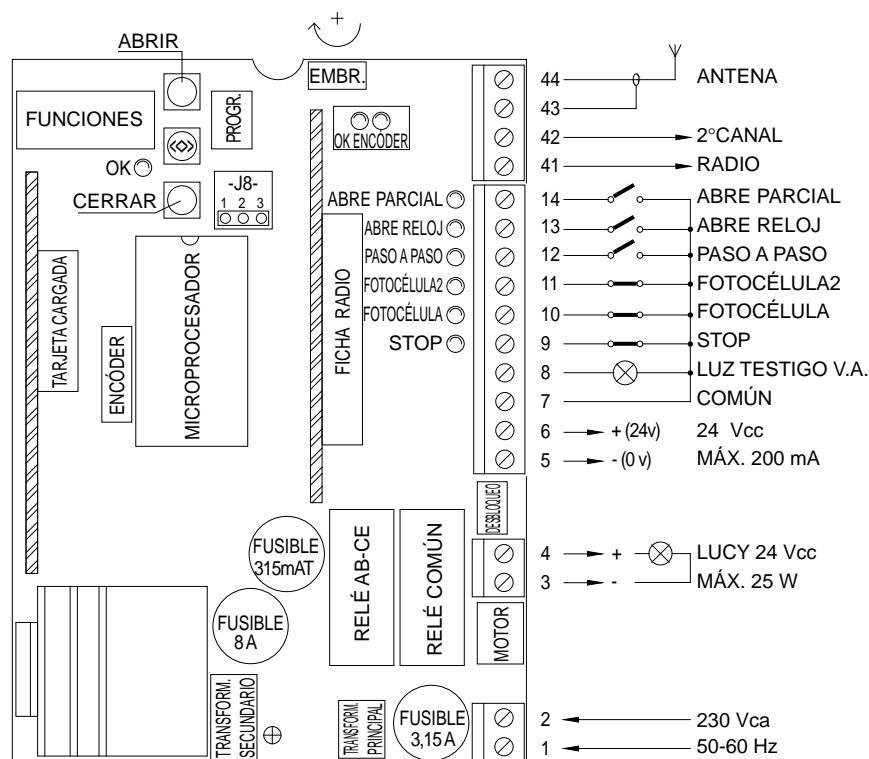 ABRIR
+
EMBR.
FUNCIONES
PROGR.
OK
CERRAR
-J8-
1 2 3
OK ENCÓDER
TARJETA CARGADA
ENCÓDER
MICROPROCESADOR
FICHA RADIO
ABRE PARCIAL
ABRE RELOJ
PASO A PASO
FOTOCÉLULA2
FOTOCÉLULA
STOP
44 ANTENA
43
42 2°CANAL
41 RADIO
14 ABRE PARCIAL
13 ABRE RELOJ
12 PASO A PASO
11 FOTOCÉLULA2
10 FOTOCÉLULA
9 STOP
8 LUZ TESTIGO V.A.
7 COMÚN
6 + (24v) 24 Vcc
5 - (0 v) MÁX. 200 mA
DESBLOQUEO
4 + LUCY 24 Vcc
3 - MÁX. 25 W
FUSIBLE
315mAT
FUSIBLE
8 A
RELÉ AB-CE
RELÉ COMÚN
MOTOR
TRANSFORM.
SECUNDARIO
TRANSFORM.
PRINCIPAL
FUSIBLE
3,15 A
2 230 Vca
1 50-60 Hz